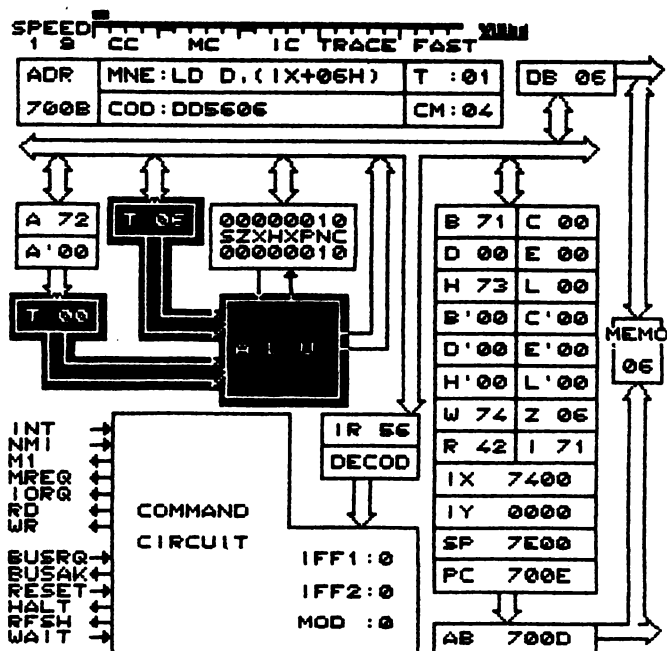 SPEED
1 9 CC MC IC TRACE FAST
ADR MNE:LD D,(IX+06H) T :01 DB 06
700B COD:DD5606 CM:04
A 72 T 06 00000010
A'00 SZXHXPNC
00000010
T 00 ALU
B 71 C 00
D 00 E 00
H 73 L 00
B'00 C'00
D'00 E'00
H'00 L'00
W 74 Z 06
R 42 I 71
IX 7400
IY 0000
SP 7E00
PC 700E
AB 700D
MEMO
06
IR 56
DECOD
INT
NMI
M1
MREQ
IORQ
RD
WR
BUSRQ
BUSAK
RESET
HALT
RFSH
WAIT
COMMAND
CIRCUIT
IFF1:0
IFF2:0
MOD :0